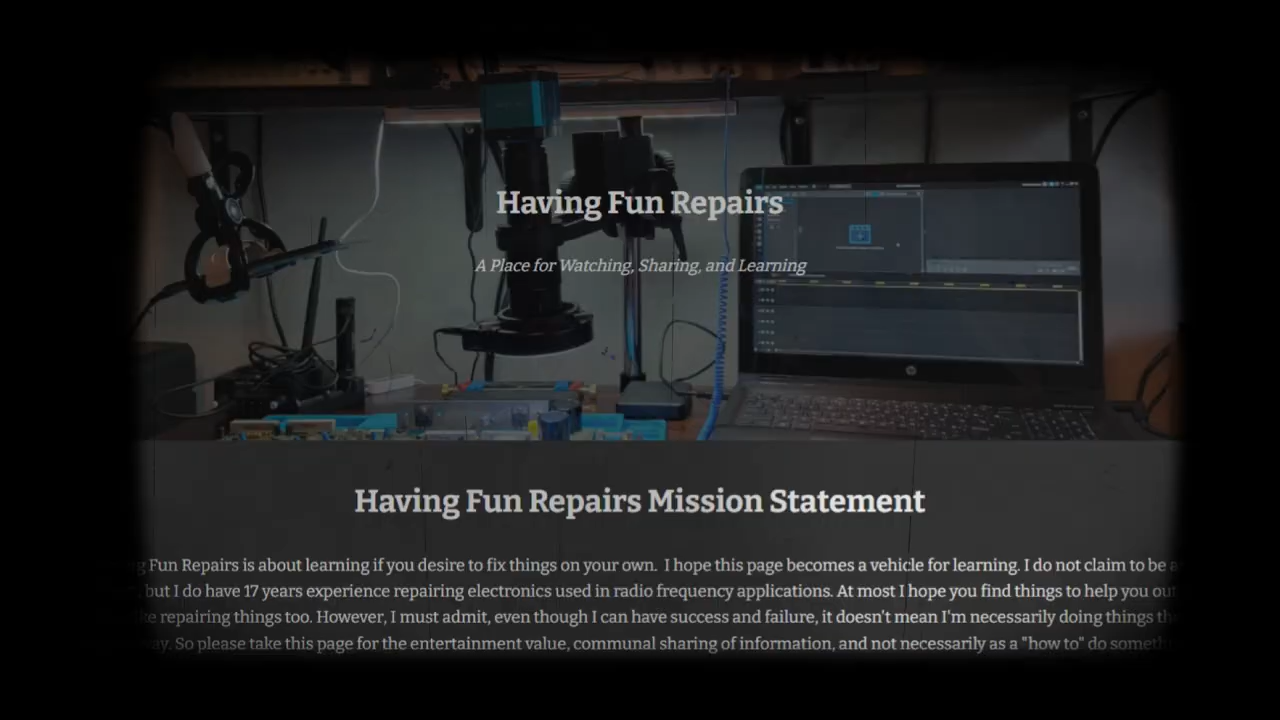 Having Fun Repairs
A Place for Watching, Sharing, and Learning
Having Fun Repairs Mission Statement
Fun Repairs is about learning if you desire to fix things on your own. I hope this page becomes a vehicle for learning. I do not claim to be a
but I do have 17 years experience repairing electronics used in radio frequency applications. At most I hope you find things to help you out
repairing things too. However, I must admit, even though I can have success and failure, it doesn't mean I'm necessarily doing things
So please take this page for the entertainment value, communal sharing of information, and not necessarily as a "how to" do